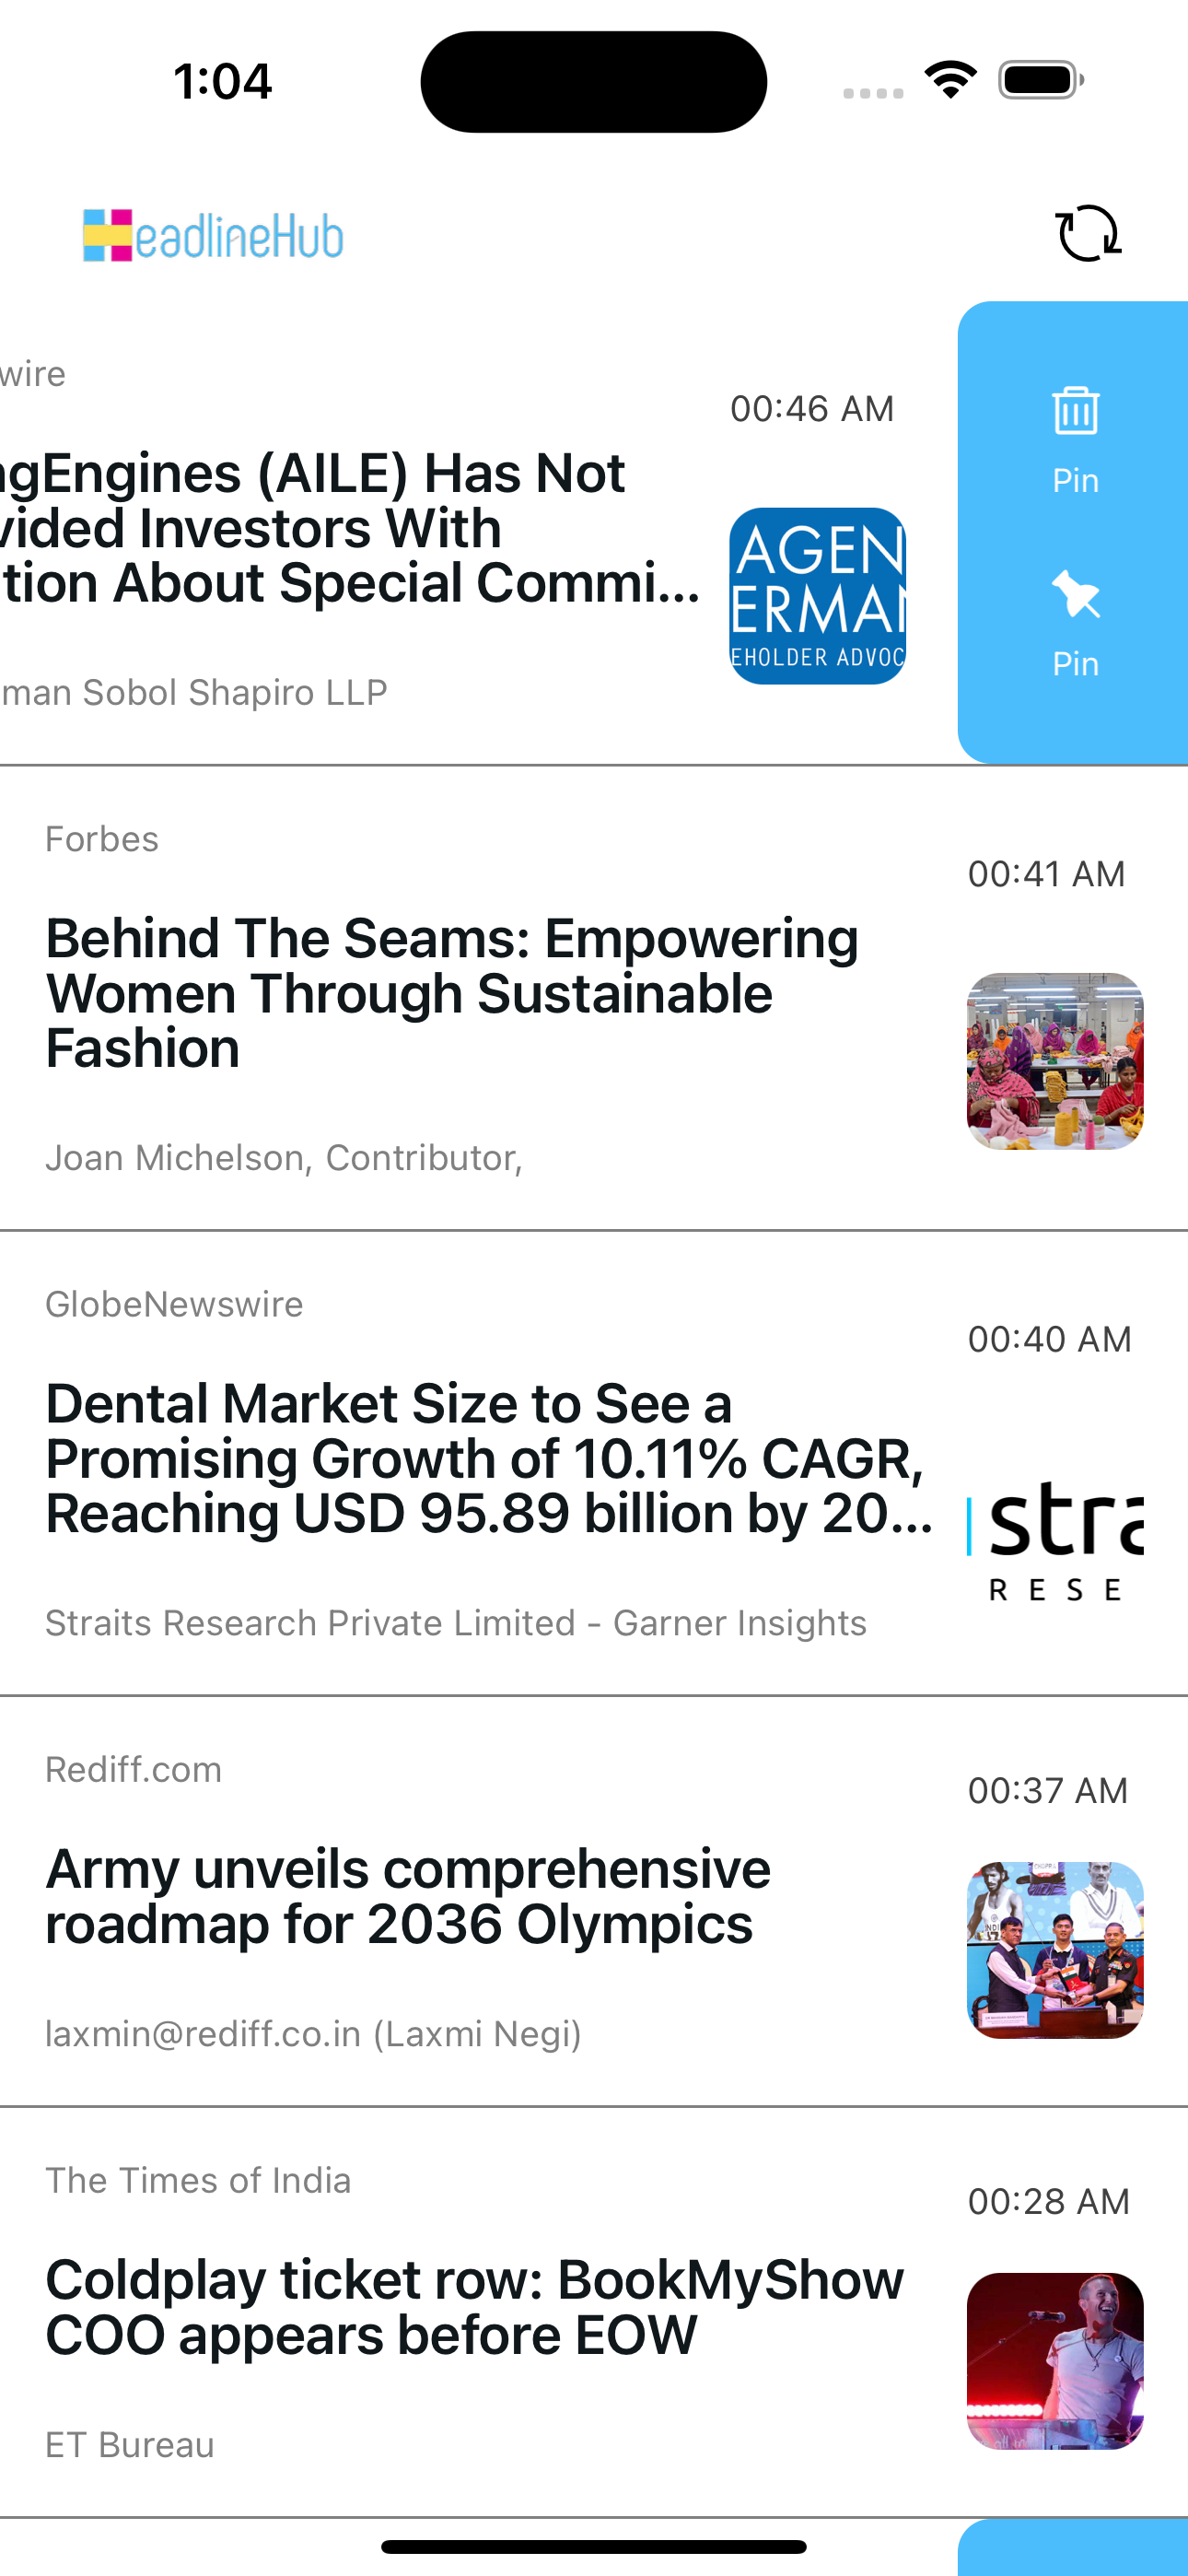 1:04
HeadlineHub
wire
00:46 AM
ngEngines (AILE) Has Not
vided Investors With
tion About Special Commi...
man Sobol Shapiro LLP
AGEN
ERMAN
EHOLDER ADVOC
Pin
Pin
Forbes
00:41 AM
Behind The Seams: Empowering
Women Through Sustainable
Fashion
Joan Michelson, Contributor,
GlobeNewswire
00:40 AM
Dental Market Size to See a
Promising Growth of 10.11% CAGR,
Reaching USD 95.89 billion by 20...
Straits Research Private Limited - Garner Insights
stra
RESE
Rediff.com
00:37 AM
Army unveils comprehensive
roadmap for 2036 Olympics
laxmin@rediff.co.in (Laxmi Negi)
The Times of India
00:28 AM
Coldplay ticket row: BookMyShow
COO appears before EOW
ET Bureau